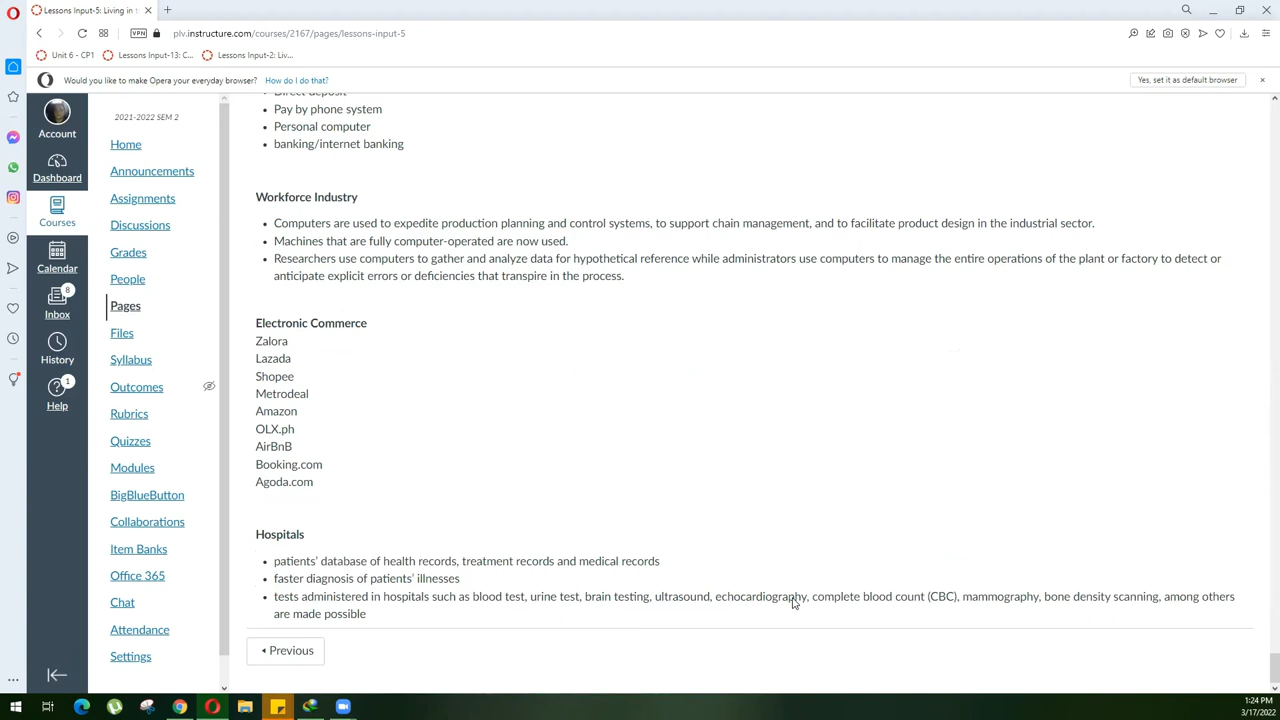 Lessons Input-5: Living in
plv.instructure.com/courses/2167/pages/lessons-input-5
VPN
Unit 6 - CP1
Lessons Input-13: C...
Lessons Input-2: Liv...
Would you like to make Opera your everyday browser? How do I do that?
Yes, set it as default browser
Account
Dashboard
Courses
Calendar
8
Inbox
History
1
Help
2021-2022 SEM 2
Home
Announcements
Assignments
Discussions
Grades
People
Pages
Files
Syllabus
Outcomes
Rubrics
Quizzes
Modules
BigBlueButton
Collaborations
Item Banks
Office 365
Chat
Attendance
Settings
Direct deposit
Pay by phone system
Personal computer
banking/internet banking
Workforce Industry
Computers are used to expedite production planning and control systems, to support chain management, and to facilitate product design in the industrial sector.
Machines that are fully computer-operated are now used.
Researchers use computers to gather and analyze data for hypothetical reference while administrators use computers to manage the entire operations of the plant or factory to detect or
anticipate explicit errors or deficiencies that transpire in the process.
Electronic Commerce
Zalora
Lazada
Shopee
Metrodeal
Amazon
OLX.ph
AirBnB
Booking.com
Agoda.com
Hospitals
patients' database of health records, treatment records and medical records
faster diagnosis of patients' illnesses
tests administered in hospitals such as blood test, urine test, brain testing, ultrasound, echocardiography, complete blood count (CBC), mammography, bone density scanning, among others
are made possible
Previous
1:24 PM
3/17/2022